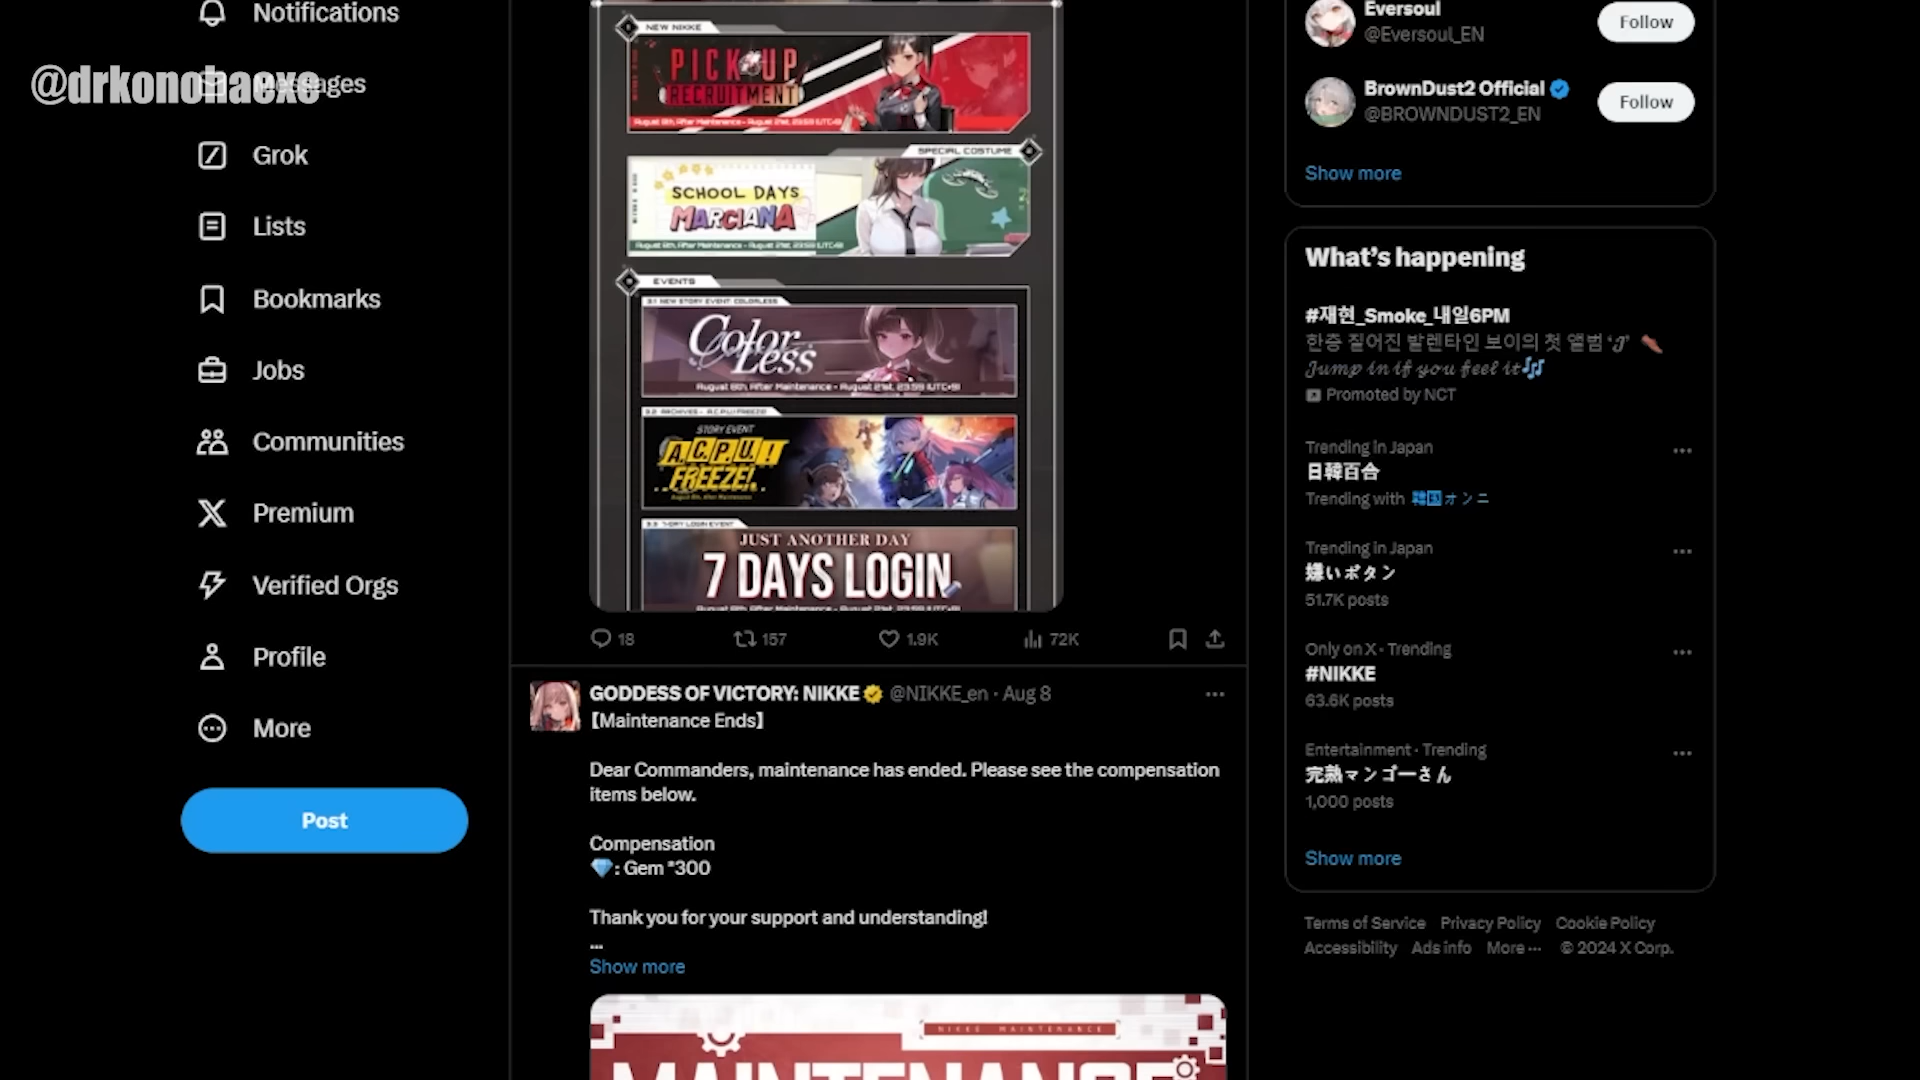 Notifications
@drkonohaexe
Messages
Grok
Lists
Bookmarks
Jobs
Communities
Premium
Verified Orgs
Profile
More
Post
NEW NIKKE
PICK UP
RECRUITMENT
August 8th, After Maintenance - August 21st, 23:59 (UTC+9)
SPECIAL COSTUME
SCHOOL DAYS
MARCIANA
August 8th, After Maintenance - August 21st, 23:59 (UTC+9)
EVENTS
3.1 NEW STORY EVENT COLORLESS
Color
Less
August 8th, After Maintenance - August 21st, 23:59 (UTC+9)
3.2 ARCHIVES - A.C.P.U! FREEZE!
STORY EVENT
A.C.P.U.!
FREEZE!
August 8th, After Maintenance
3.3 7-DAY LOGIN EVENT
JUST ANOTHER DAY
7 DAYS LOGIN
August 8th, After Maintenance - August 21st, 23:59 (UTC+9)
18
157
1.9K
72K
GODDESS OF VICTORY: NIKKE @NIKKE_en · Aug 8
【Maintenance Ends】
Dear Commanders, maintenance has ended. Please see the compensation
items below.
Compensation
💎: Gem *300
Thank you for your support and understanding!
...
Show more
NIKKE MAINTENANCE
MAINTENANCE
Eversoul
@Eversoul_EN
Follow
BrownDust2 Official
@BROWNDUST2_EN
Follow
Show more
What's happening
#재현_Smoke_내일6PM
한층 짙어진 발렌타인 보이의 첫 앨범 '𝒥'
𝓙𝓾𝓶𝓹 𝓲𝓷 𝓲𝓯 𝔂𝓸𝓾 𝓯𝓮𝓮𝓵 𝓲𝓽🎶
Promoted by NCT
Trending in Japan
日韓百合
Trending with 韓国オンニ
Trending in Japan
嫌いボタン
51.7K posts
Only on X · Trending
#NIKKE
63.6K posts
Entertainment · Trending
完熟マンゴーさん
1,000 posts
Show more
Terms of Service Privacy Policy Cookie Policy
Accessibility Ads info More ··· © 2024 X Corp.